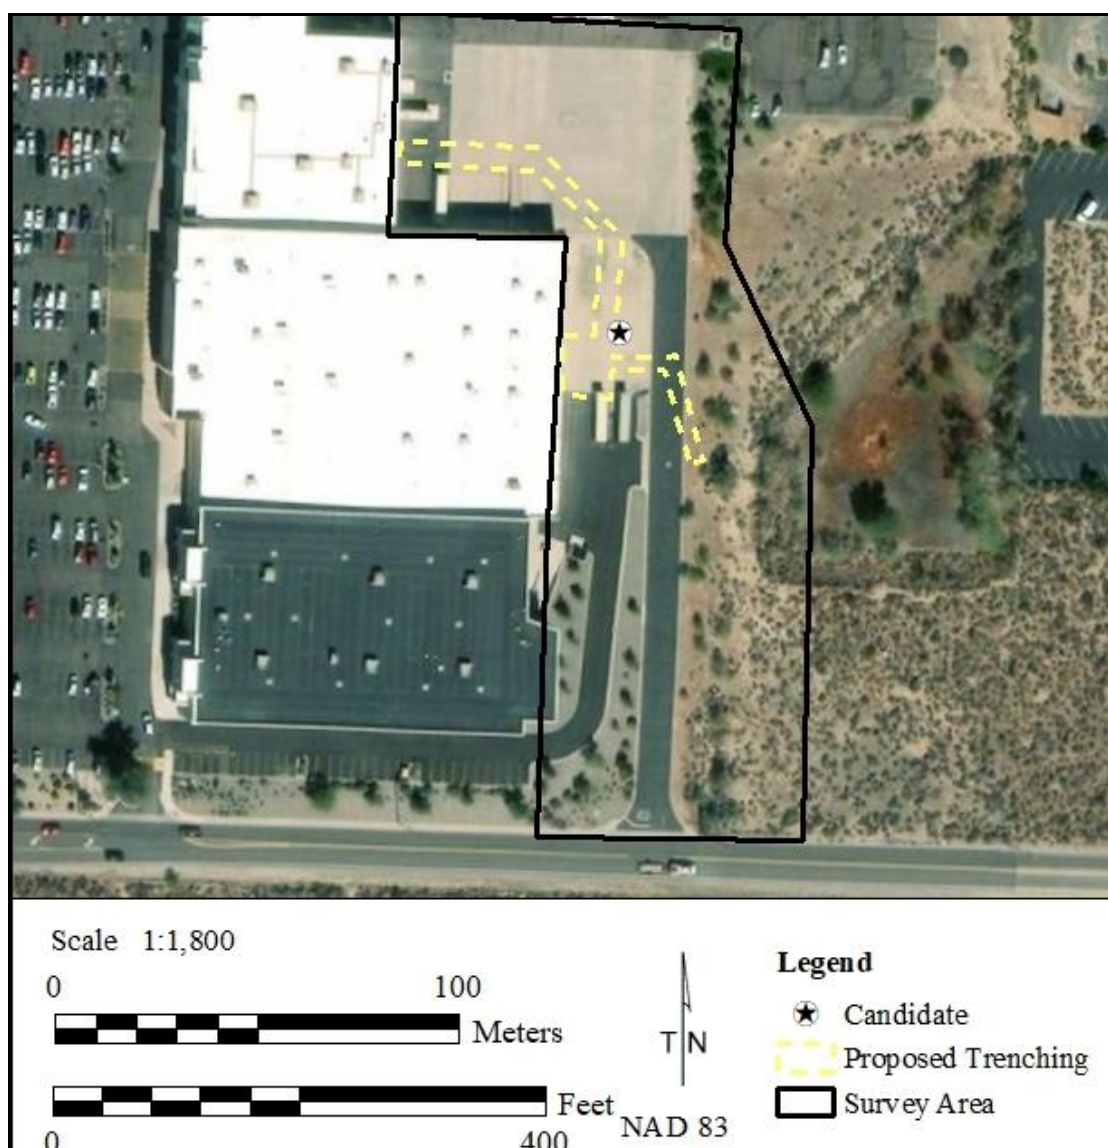 Scale 1:1,800
0 100
Meters
Feet
0 400
T N
NAD 83
Legend
Candidate
Proposed Trenching
Survey Area